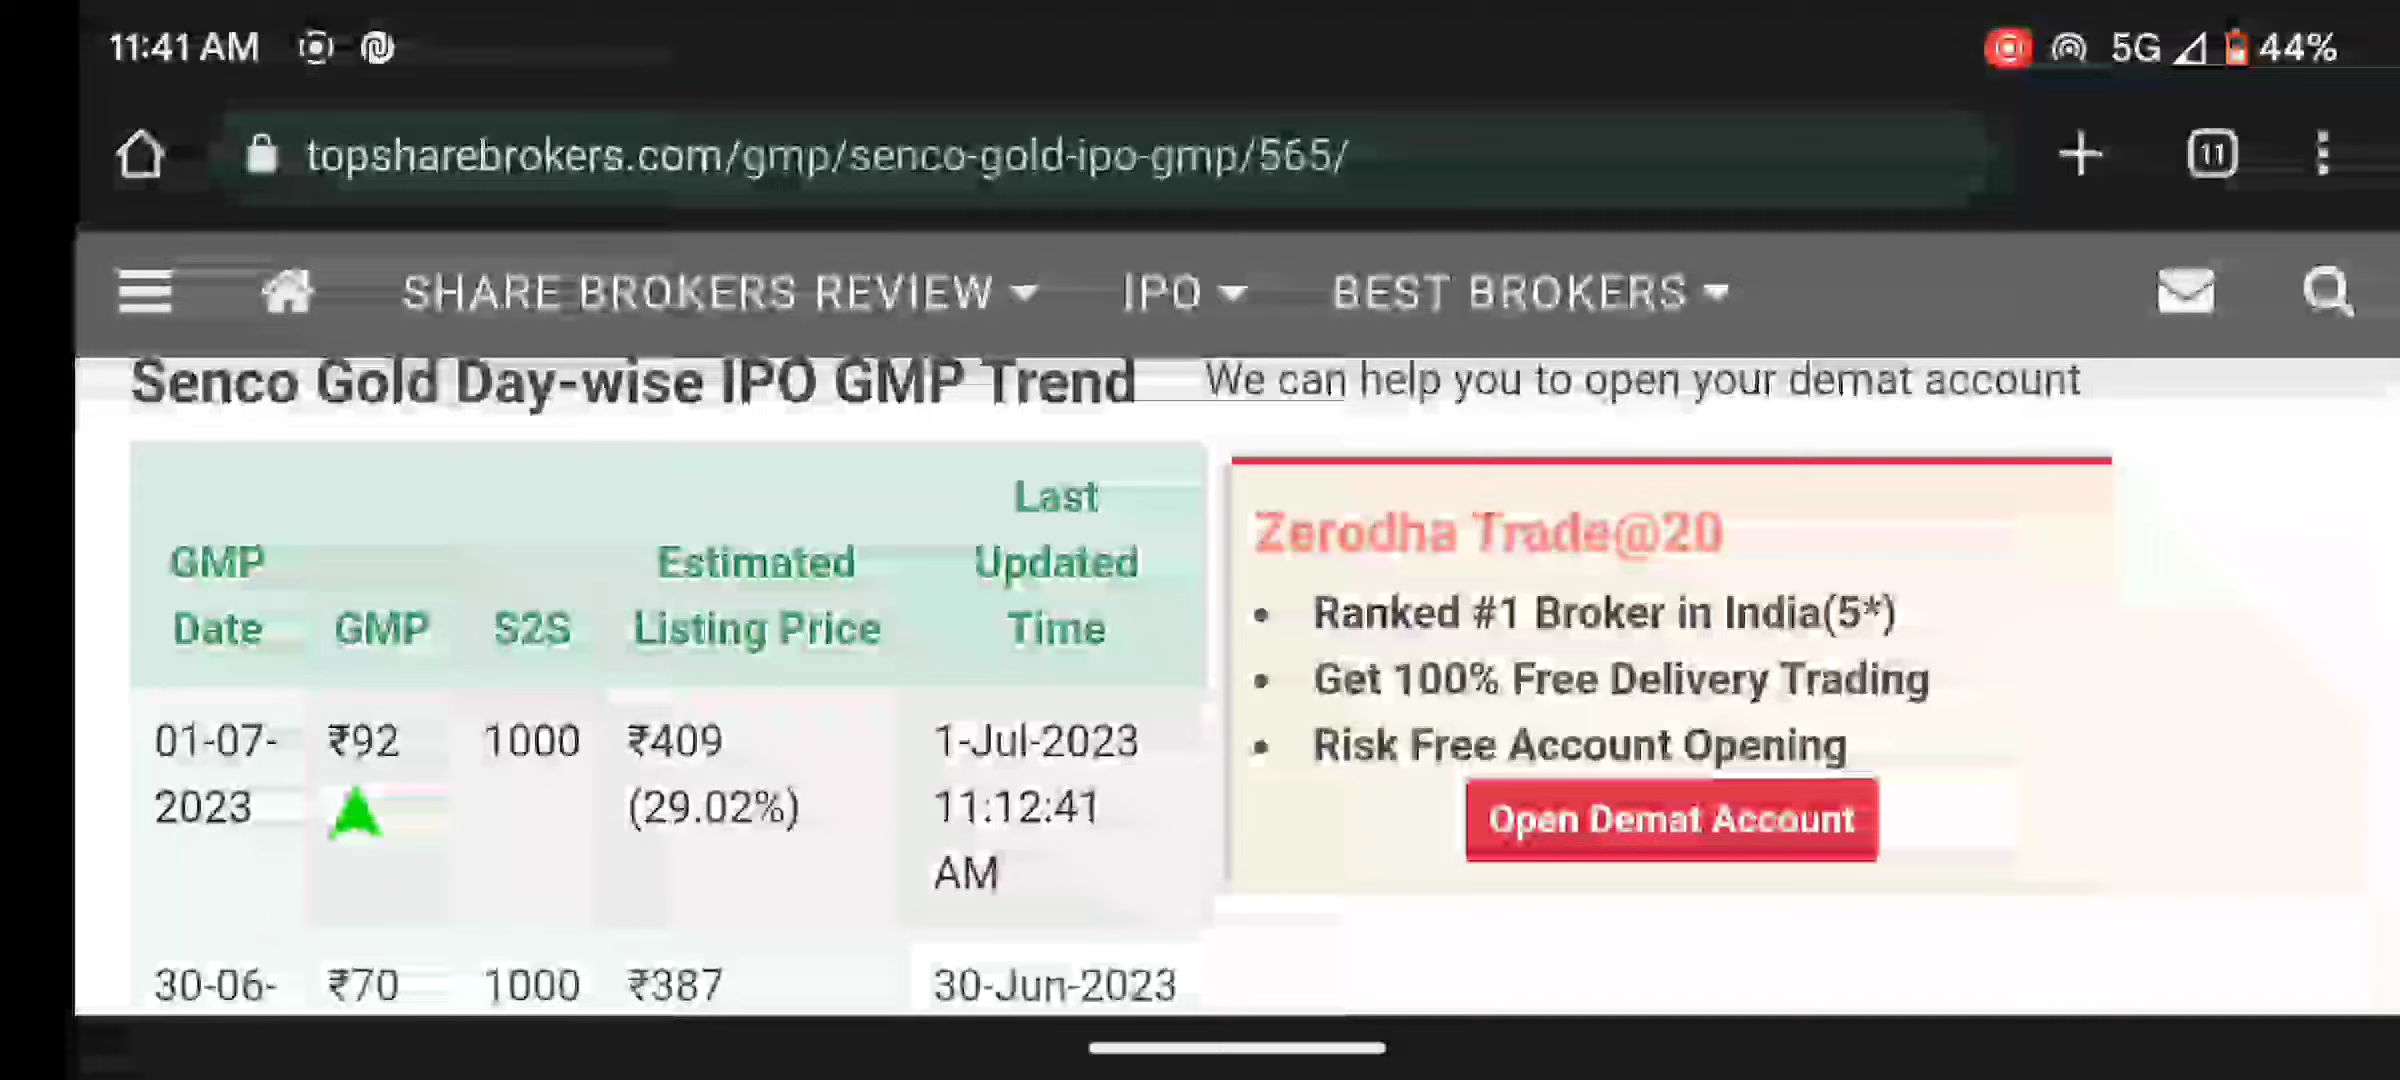 11:41 AM 5G 44%
topsharebrokers.com/gmp/senco-gold-ipo-gmp/565/ 11
SHARE BROKERS REVIEW IPO BEST BROKERS
Senco Gold Day-wise IPO GMP Trend
GMP Date GMP S2S Estimated Listing Price Last Updated Time
01-07-2023 ₹92 1000 ₹409 (29.02%) 1-Jul-2023 11:12:41 AM
30-06- ₹70 1000 ₹387 30-Jun-2023
We can help you to open your demat account
Zerodha Trade@20
• Ranked #1 Broker in India(5*)
• Get 100% Free Delivery Trading
• Risk Free Account Opening
Open Demat Account